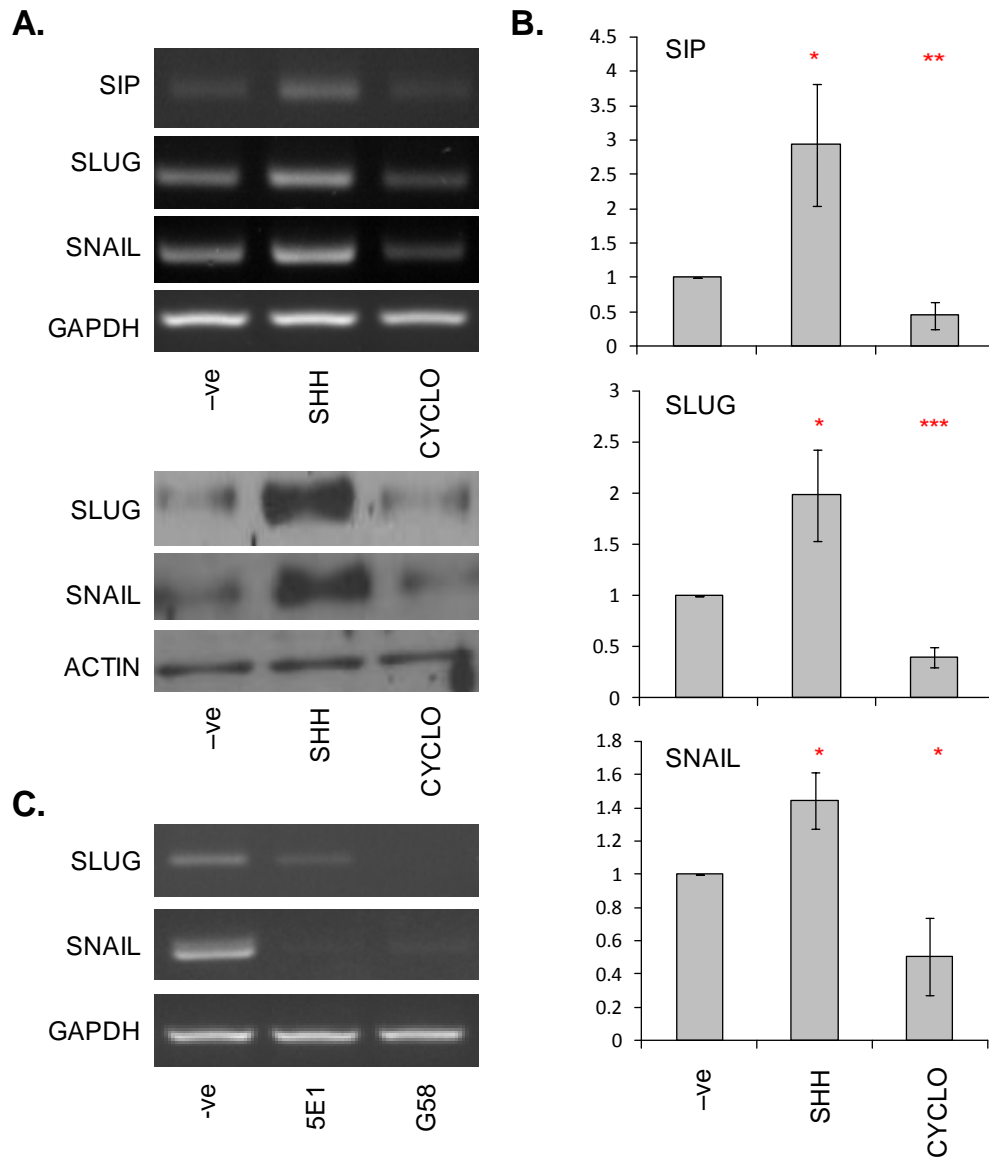 A.
SIP
SLUG
SNAIL
GAPDH
–ve
SHH
CYCLO
SLUG
SNAIL
ACTIN
–ve
SHH
CYCLO
B.
SIP
*
**
4.5
4
3.5
3
2.5
2
1.5
1
0.5
0
SLUG
*
***
3
2.5
2
1.5
1
0.5
0
SNAIL
*
*
1.8
1.6
1.4
1.2
1
0.8
0.6
0.4
0.2
0
–ve
SHH
CYCLO
C.
SLUG
SNAIL
GAPDH
-ve
5E1
G58